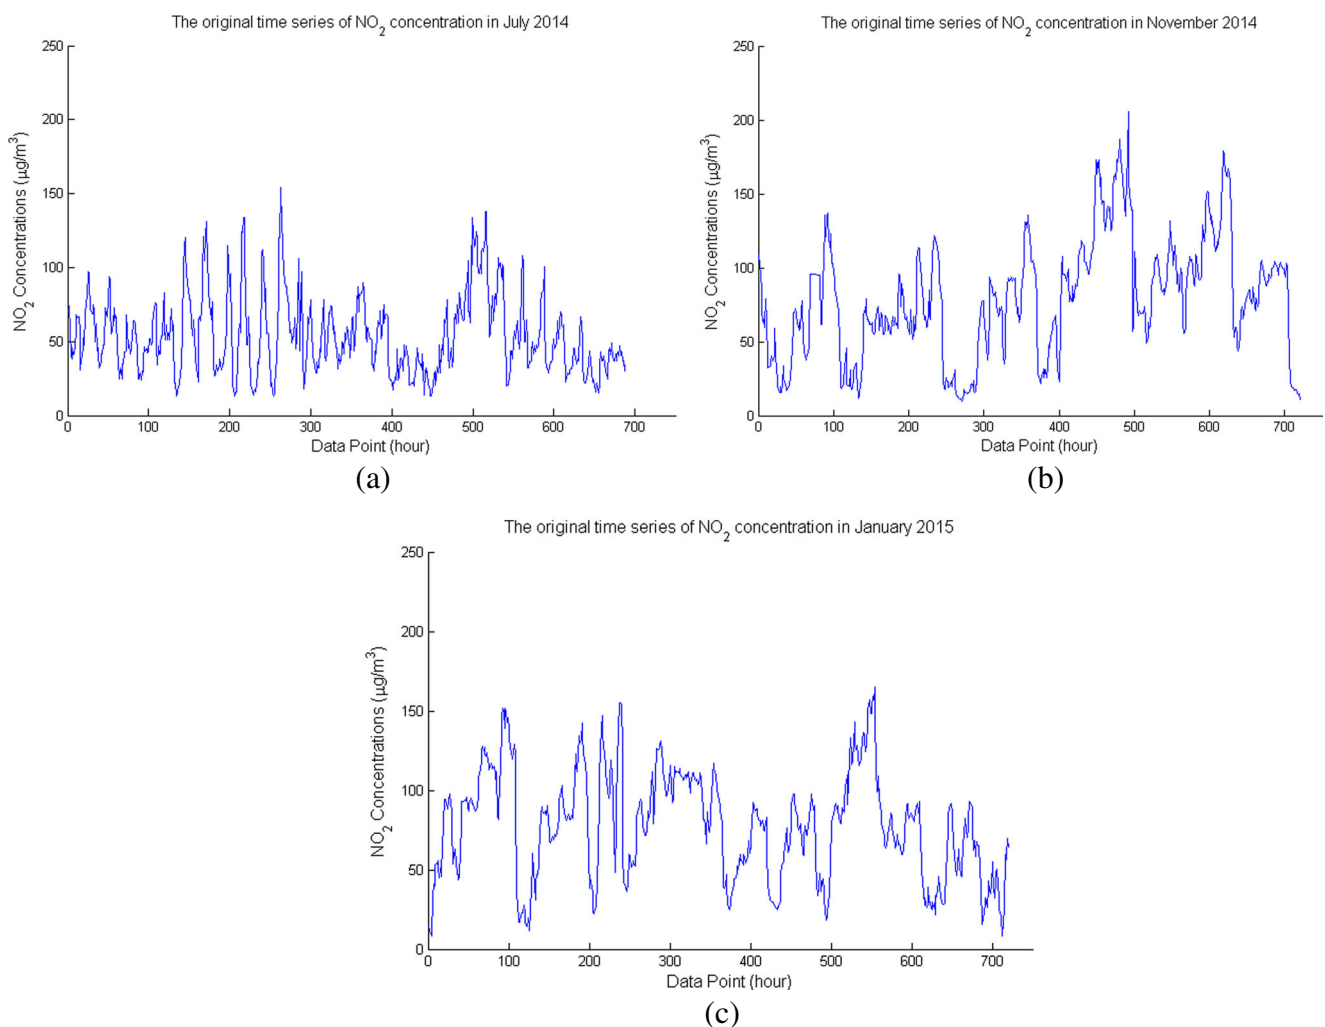 The original time series of NO2 concentration in July 2014
250
200
150
100
50
0
NO2 Concentrations (μg/m3)
0 100 200 300 400 500 600 700
Data Point (hour)
(a)
The original time series of NO2 concentration in November 2014
250
200
150
100
50
0
NO2 Concentrations (μg/m3)
0 100 200 300 400 500 600 700
Data Point (hour)
(b)
The original time series of NO2 concentration in January 2015
250
200
150
100
50
0
NO2 Concentrations (μg/m3)
0 100 200 300 400 500 600 700
Data Point (hour)
(c)